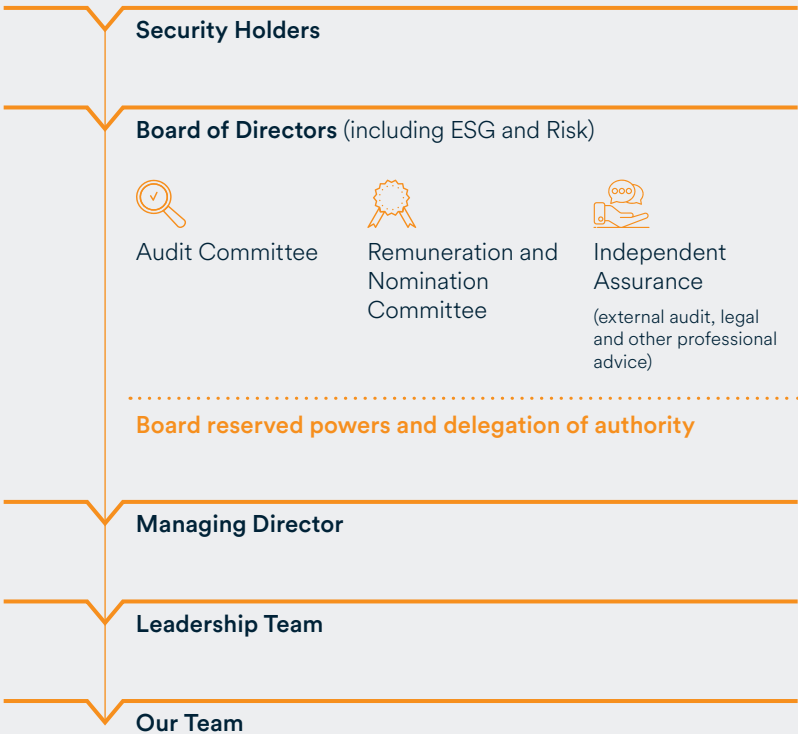 Security Holders
Board of Directors (including ESG and Risk)
Audit Committee
Remuneration and
Nomination
Committee
Independent
Assurance
(external audit, legal
and other professional
advice)
Board reserved powers and delegation of authority
Managing Director
Leadership Team
Our Team